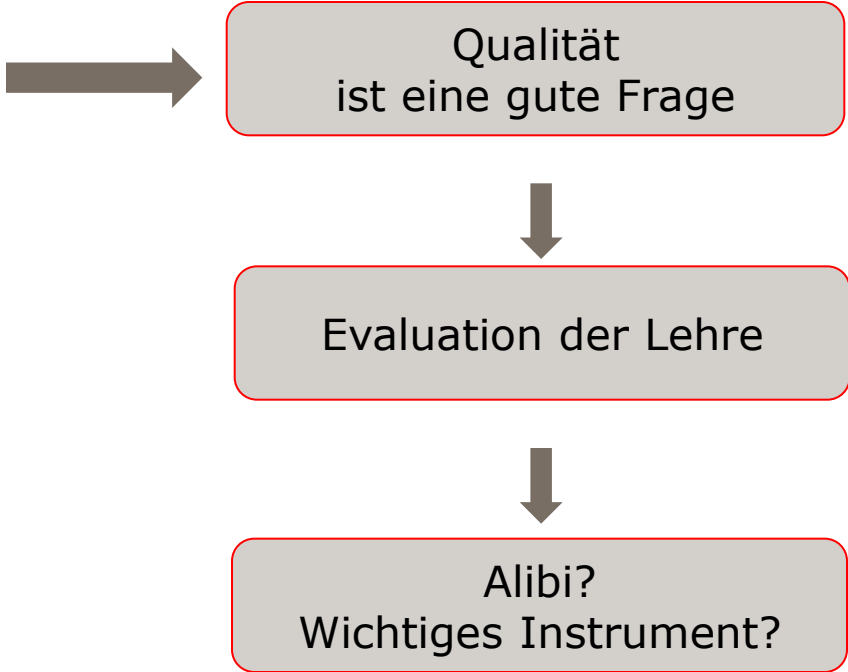 Qualität
ist eine gute Frage
Evaluation der Lehre
Alibi?
Wichtiges Instrument?